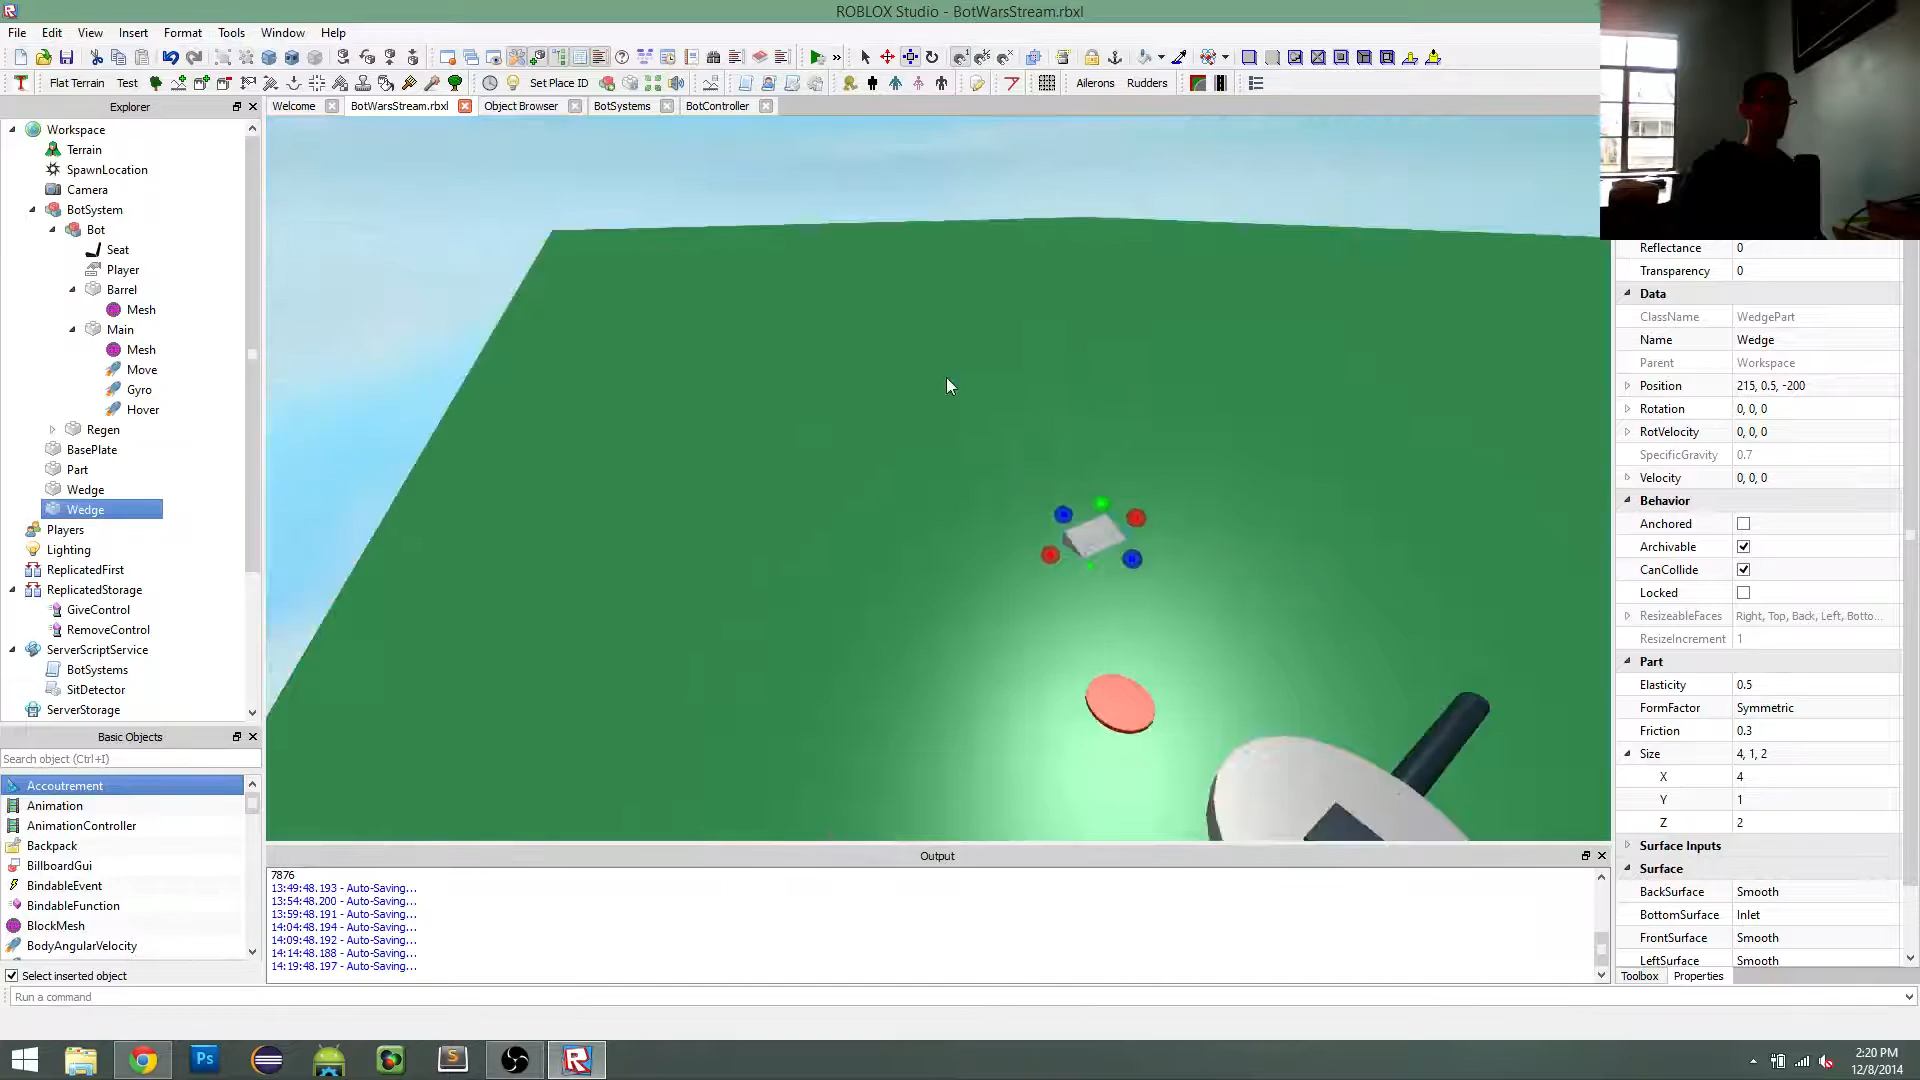 ROBLOX Studio - BotWarsStream.rbxl
File Edit View Insert Format Tools Window Help
Flat Terrain Test Set Place ID Ailerons Rudders
Explorer
Welcome BotWarsStream.rbxl Object Browser BotSystems BotController
Workspace
Terrain
SpawnLocation
Camera
BotSystem
Bot
Seat
Player
Barrel
Mesh
Main
Mesh
Move
Gyro
Hover
Regen
BasePlate
Part
Wedge
Wedge
Players
Lighting
ReplicatedFirst
ReplicatedStorage
GiveControl
RemoveControl
ServerScriptService
BotSystems
SitDetector
ServerStorage
Basic Objects
Search object (Ctrl+I)
Accoutrement
Animation
AnimationController
Backpack
BillboardGui
BindableEvent
BindableFunction
BlockMesh
BodyAngularVelocity
Select inserted object
Run a command
Output
7876
13:49:48.193 - Auto-Saving...
13:54:48.200 - Auto-Saving...
13:59:48.191 - Auto-Saving...
14:04:48.194 - Auto-Saving...
14:09:48.192 - Auto-Saving...
14:14:48.188 - Auto-Saving...
14:19:48.197 - Auto-Saving...
Reflectance 0
Transparency 0
Data
ClassName WedgePart
Name Wedge
Parent Workspace
Position 215, 0.5, -200
Rotation 0, 0, 0
RotVelocity 0, 0, 0
SpecificGravity 0.7
Velocity 0, 0, 0
Behavior
Anchored
Archivable
CanCollide
Locked
ResizeableFaces Right, Top, Back, Left, Botto...
ResizeIncrement 1
Part
Elasticity 0.5
FormFactor Symmetric
Friction 0.3
Size 4, 1, 2
X 4
Y 1
Z 2
Surface Inputs
Surface
BackSurface Smooth
BottomSurface Inlet
FrontSurface Smooth
LeftSurface Smooth
Toolbox Properties
Ps
S
2:20 PM
12/8/2014